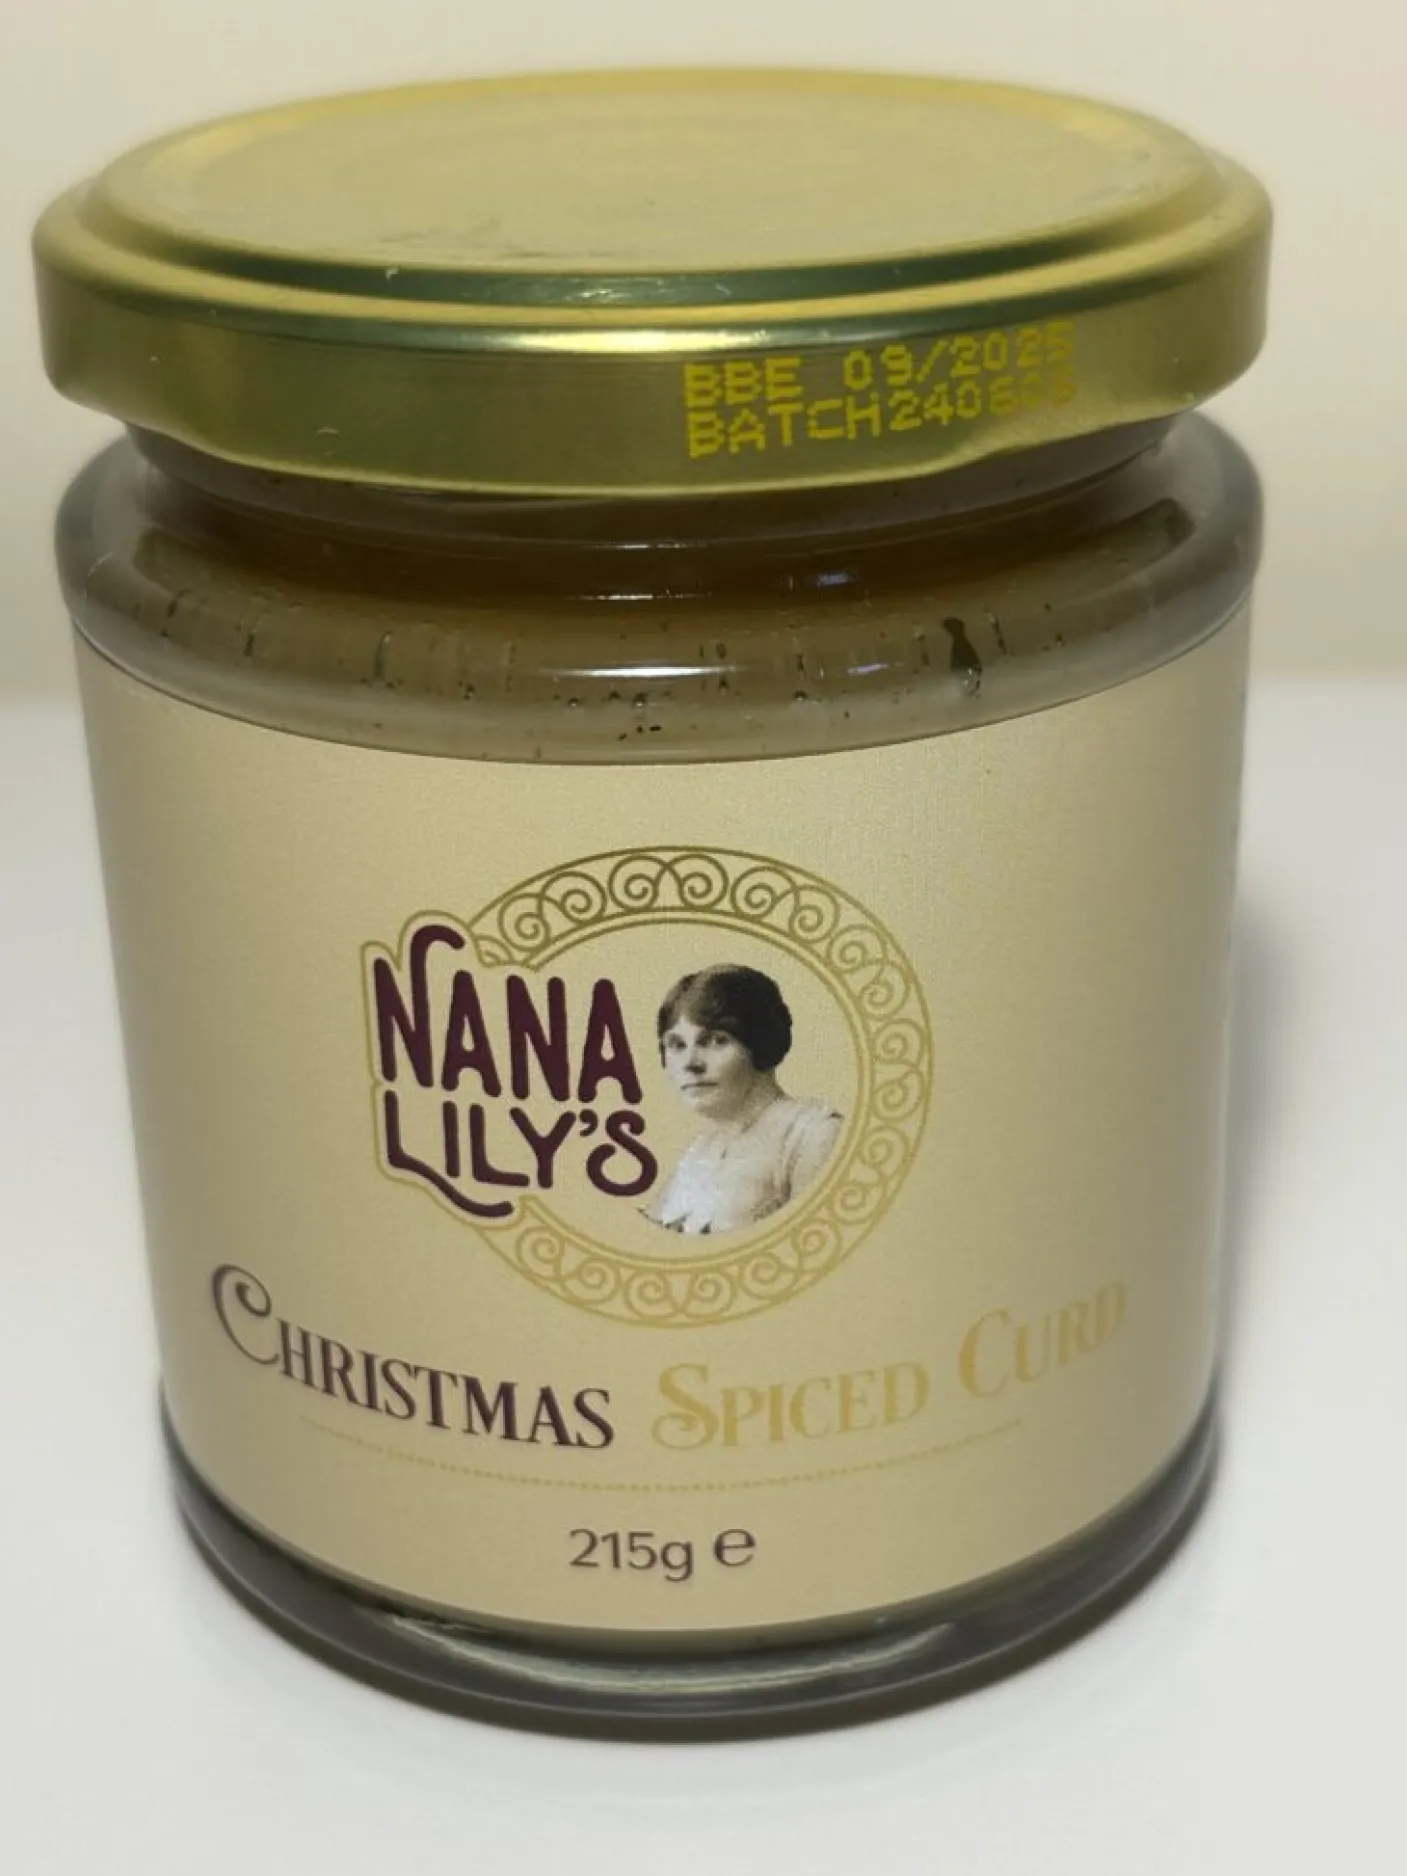 BBE 09/2025
NANA
LILY'S
CHRISTMAS SPICED CURD
215g ℮